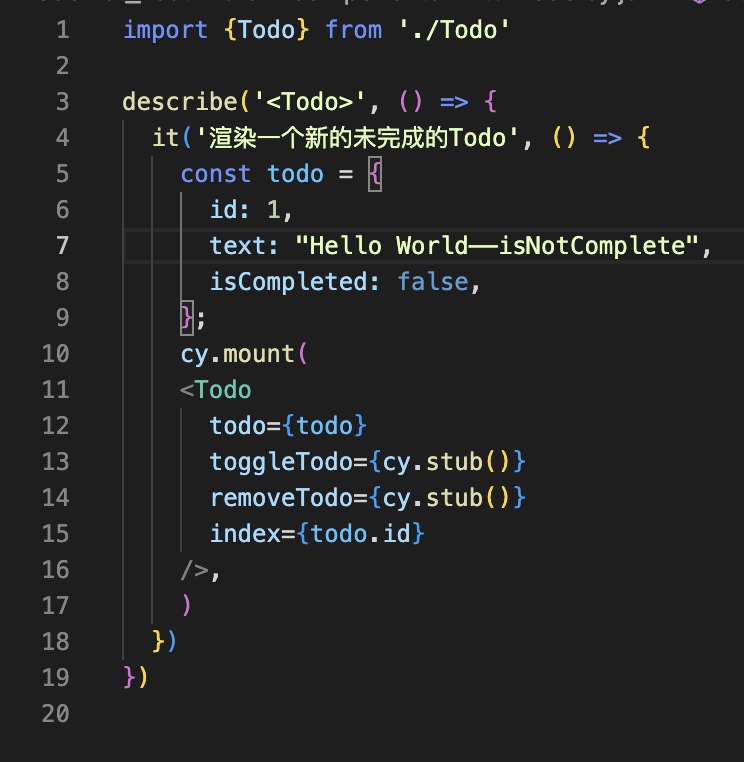 1 import {Todo} from './Todo'
2
3 describe('<Todo>', () => {
4 it('渲染一个新的未完成的Todo', () => {
5 const todo = {
6 id: 1,
7 text: "Hello World——isNotComplete",
8 isCompleted: false,
9 };
10 cy.mount(
11 <Todo
12 todo={todo}
13 toggleTodo={cy.stub()}
14 removeTodo={cy.stub()}
15 index={todo.id}
16 />,
17 )
18 })
19 })
20